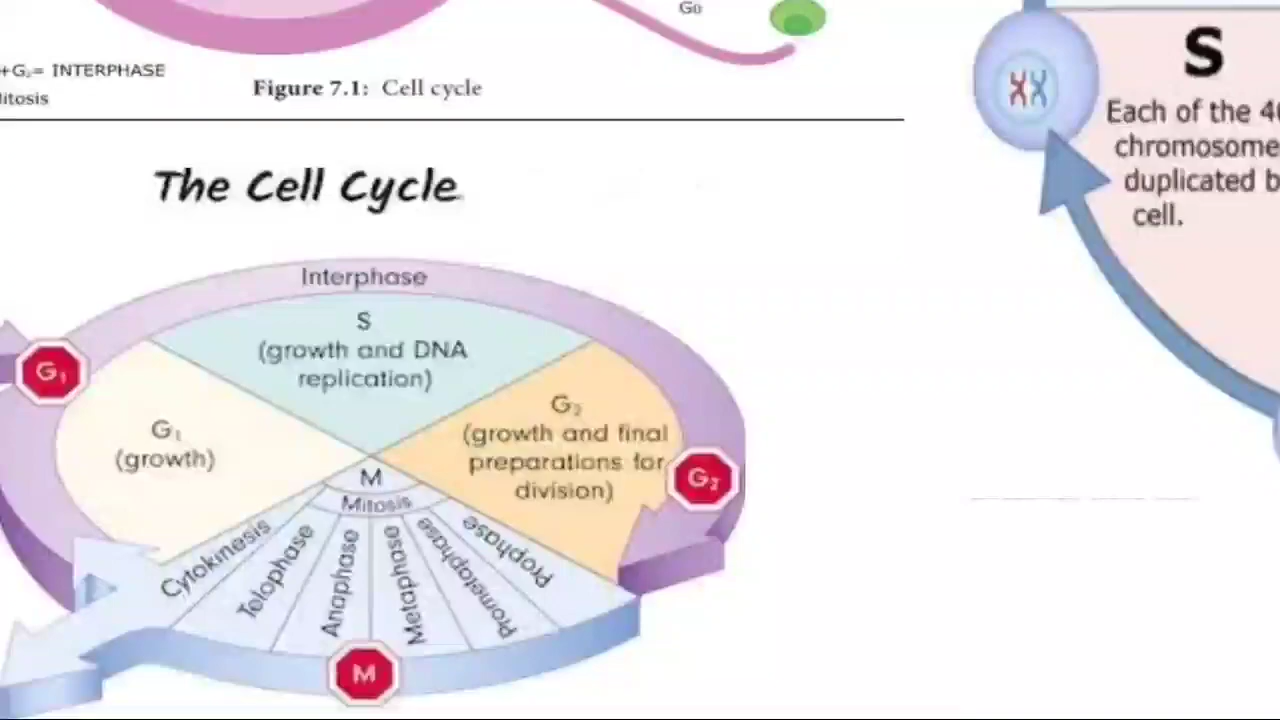 G₀
+G₂= INTERPHASE
Figure 7.1: Cell cycle
itosis
S
Each of the
chromosome
duplicated b
cell.
The Cell Cycle
Interphase
S
(growth and DNA
replication)
G₁
G₁
(growth)
G₂
(growth and final
preparations for
division)
G₂
M
Mitosis
Cytokinesis
Telophase
Anaphase
Metaphase
Prometaphase
Prophase
M